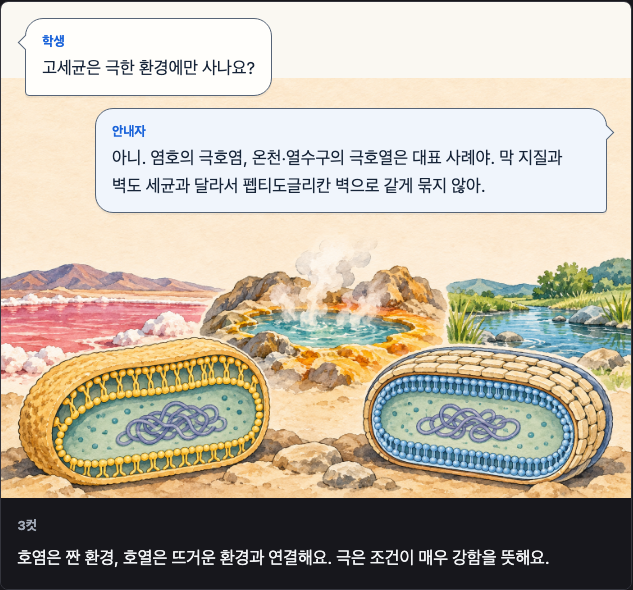 학생
고세균은 극한 환경에만 사나요?
안내자
아니. 염호의 극호염, 온천·열수구의 극호열은 대표 사례야. 막 지질과
벽도 세균과 달라서 펩티도글리칸 벽으로 같게 묶지 않아.
3컷
호염은 짠 환경, 호열은 뜨거운 환경과 연결해요. 극은 조건이 매우 강함을 뜻해요.